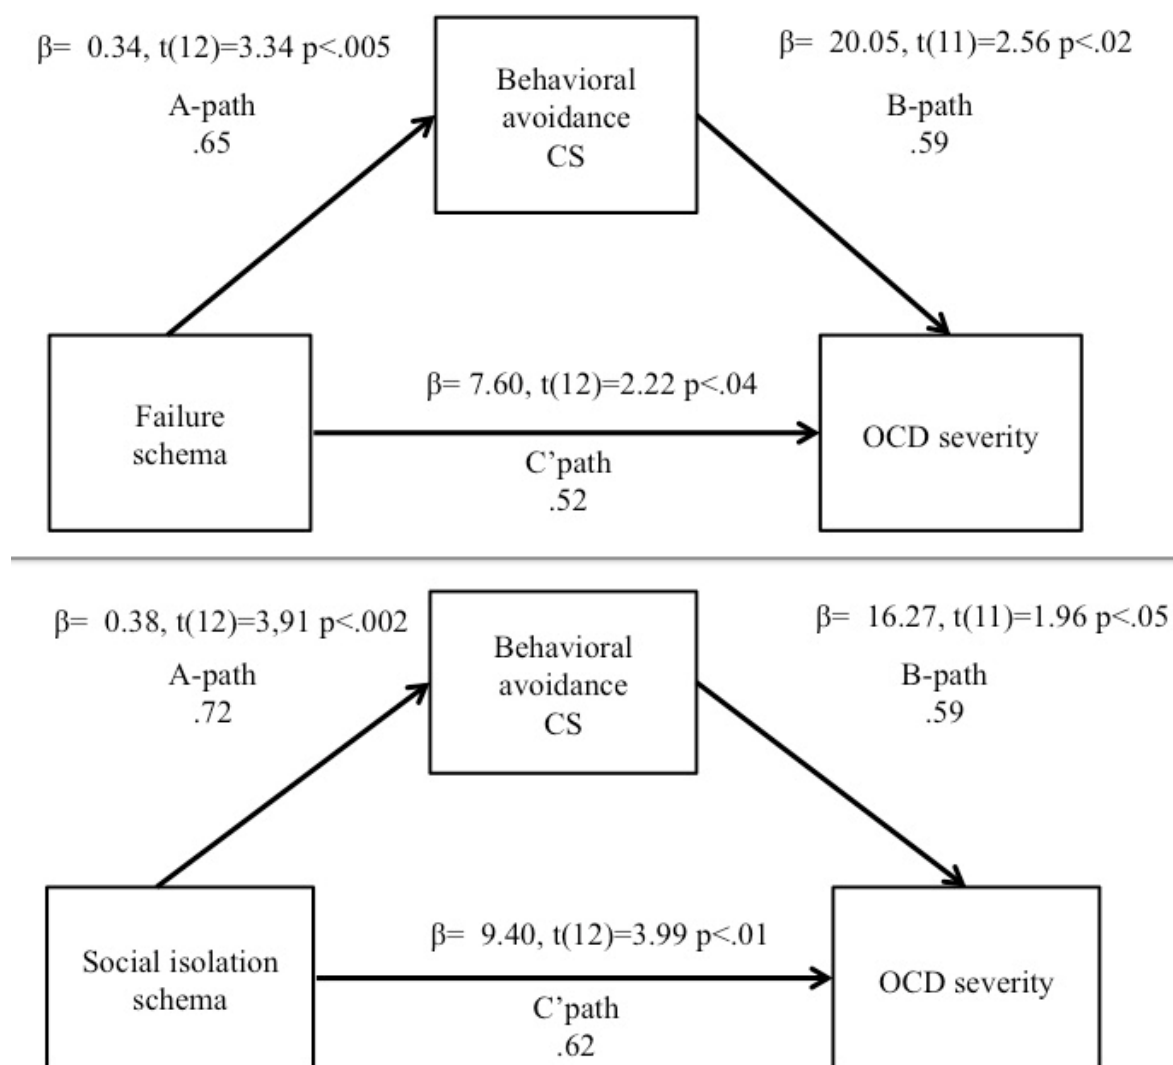 β=  0.34, t(12)=3.34 p<.005
A-path
.65
Behavioral
avoidance
CS
β=  20.05, t(11)=2.56 p<.02
B-path
.59
Failure
schema
β= 7.60, t(12)=2.22 p<.04
C’path
.52
OCD severity
β=  0.38, t(12)=3,91 p<.002
A-path
.72
Behavioral
avoidance
CS
β=  16.27, t(11)=1.96 p<.05
B-path
.59
Social isolation
schema
β=  9.40, t(12)=3.99 p<.01
C’path
.62
OCD severity